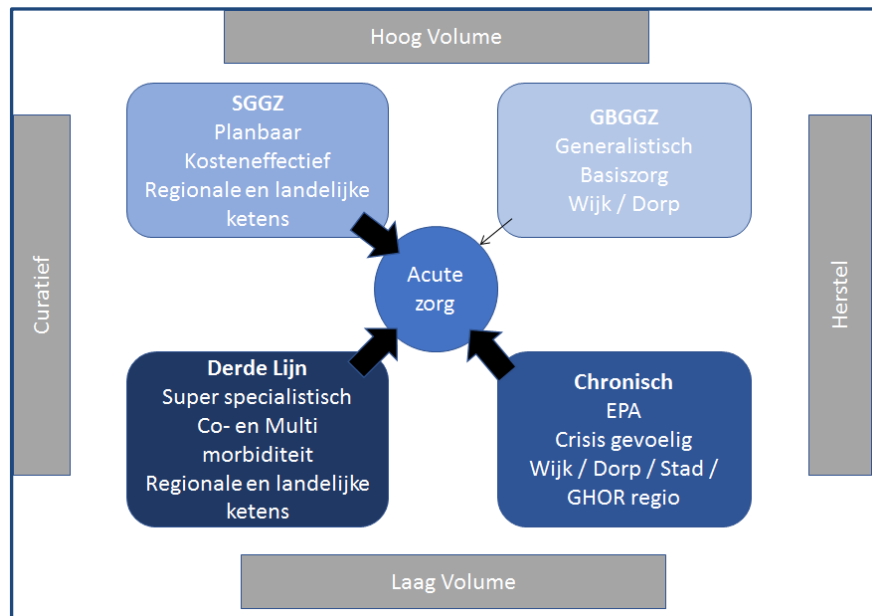 Hoog Volume
SGGZ
Planbaar
Kosteneffectief
Regionale en landelijke
ketens
GBGGZ
Generalistisch
Basiszorg
Wijk / Dorp
Curatief
Acute
zorg
Herstel
Derde Lijn
Super specialistisch
Co- en Multi
morbiditeit
Regionale en landelijke
ketens
Chronisch
EPA
Crisis gevoelig
Wijk / Dorp / Stad /
GHOR regio
Laag Volume